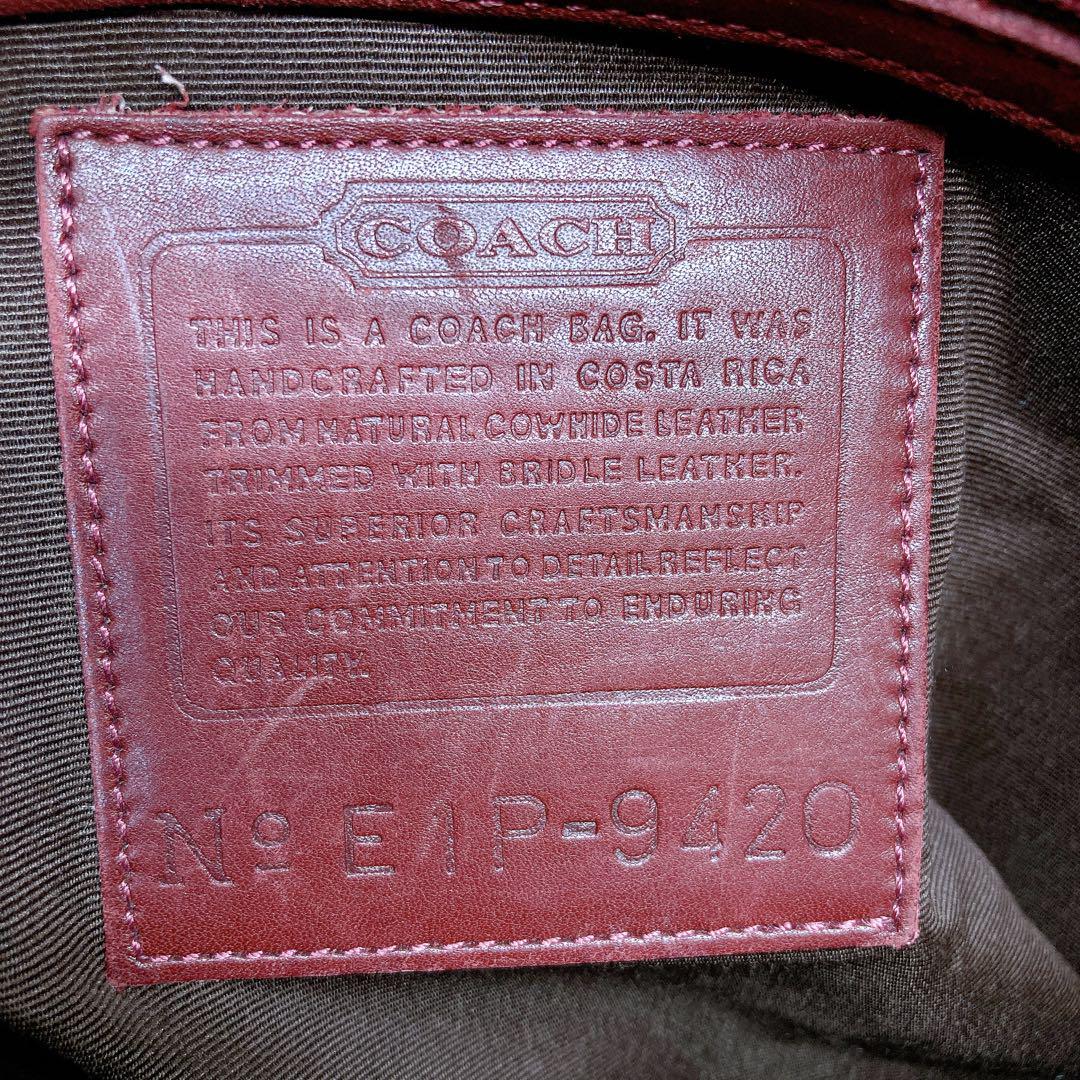 COACH
THIS IS A COACH BAG. IT WAS
HANDCRAFTED IN COSTA RICA
FROM NATURAL COWHIDE LEATHER
TRIMMED WITH BRIDLE LEATHER.
ITS SUPERIOR CRAFTSMANSHIP
AND ATTENTION TO DETAIL REFLECT
OUR COMMITMENT TO ENDURING
QUALITY.
Nº E1P-9420